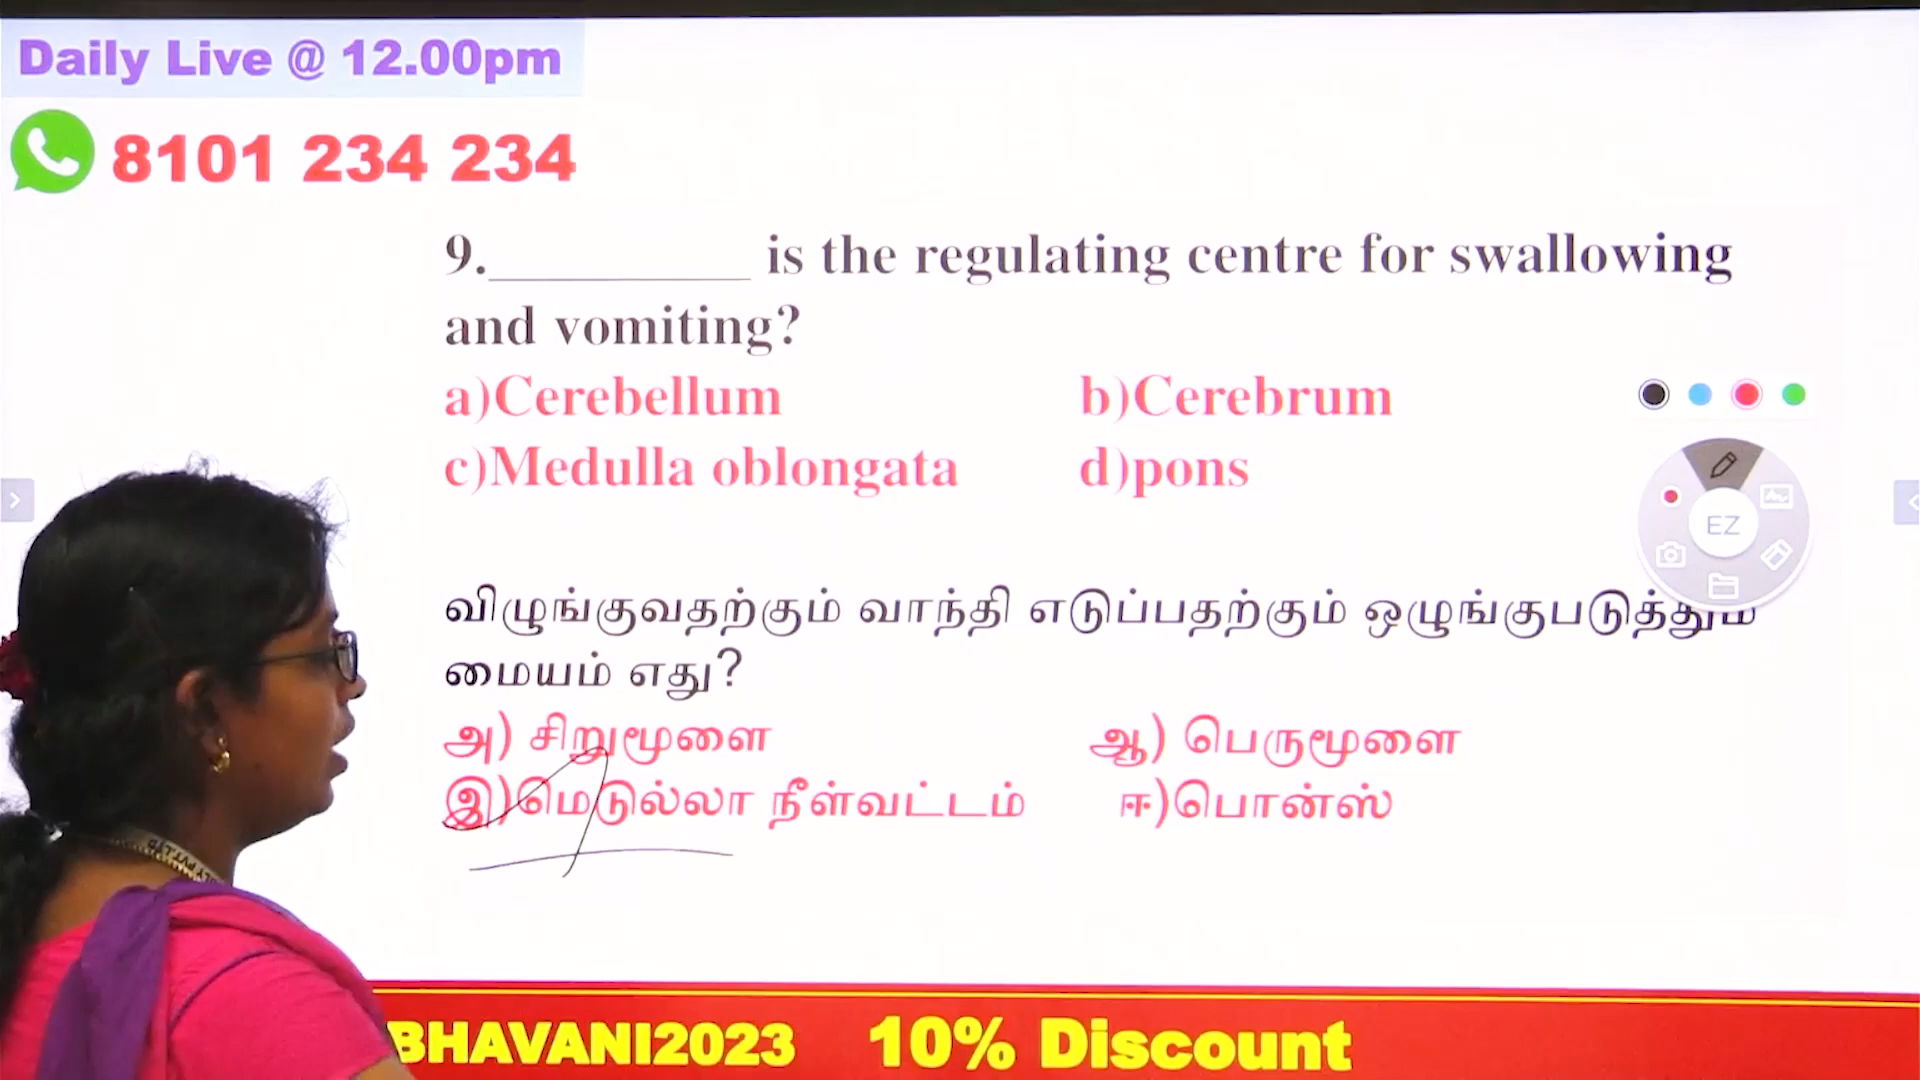 Daily Live @ 12.00pm
8101 234 234
9.__________ is the regulating centre for swallowing
and vomiting?
a)Cerebellum b)Cerebrum
c)Medulla oblongata d)pons
EZ
விழுங்குவதற்கும் வாந்தி எடுப்பதற்கும் ஒழுங்குபடுத்தும்
மையம் எது?
அ) சிறுமூளை ஆ) பெருமூளை
இ)மெடுல்லா நீள்வட்டம் ஈ)பொன்ஸ்
BHAVANI2023 10% Discount